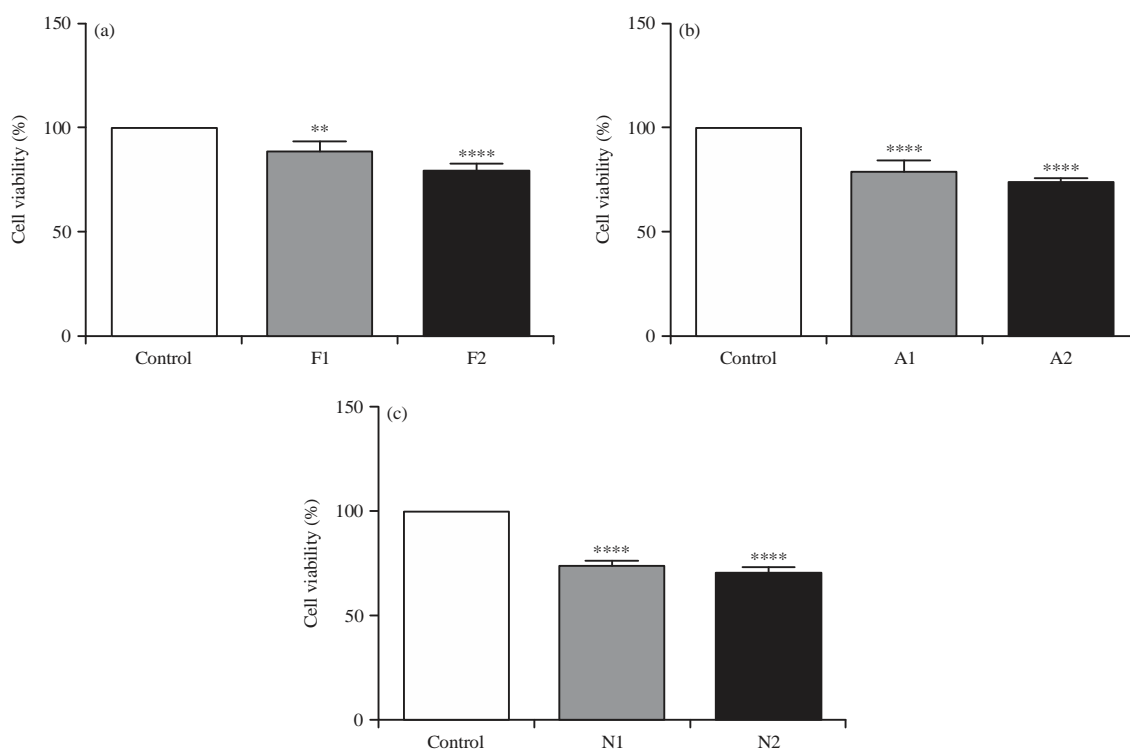 (a)
150
100
50
0
Cell viability (%)
**
****
Control F1 F2
(b)
150
100
50
0
Cell viability (%)
****
****
Control A1 A2
(c)
150
100
50
0
Cell viability (%)
****
****
Control N1 N2